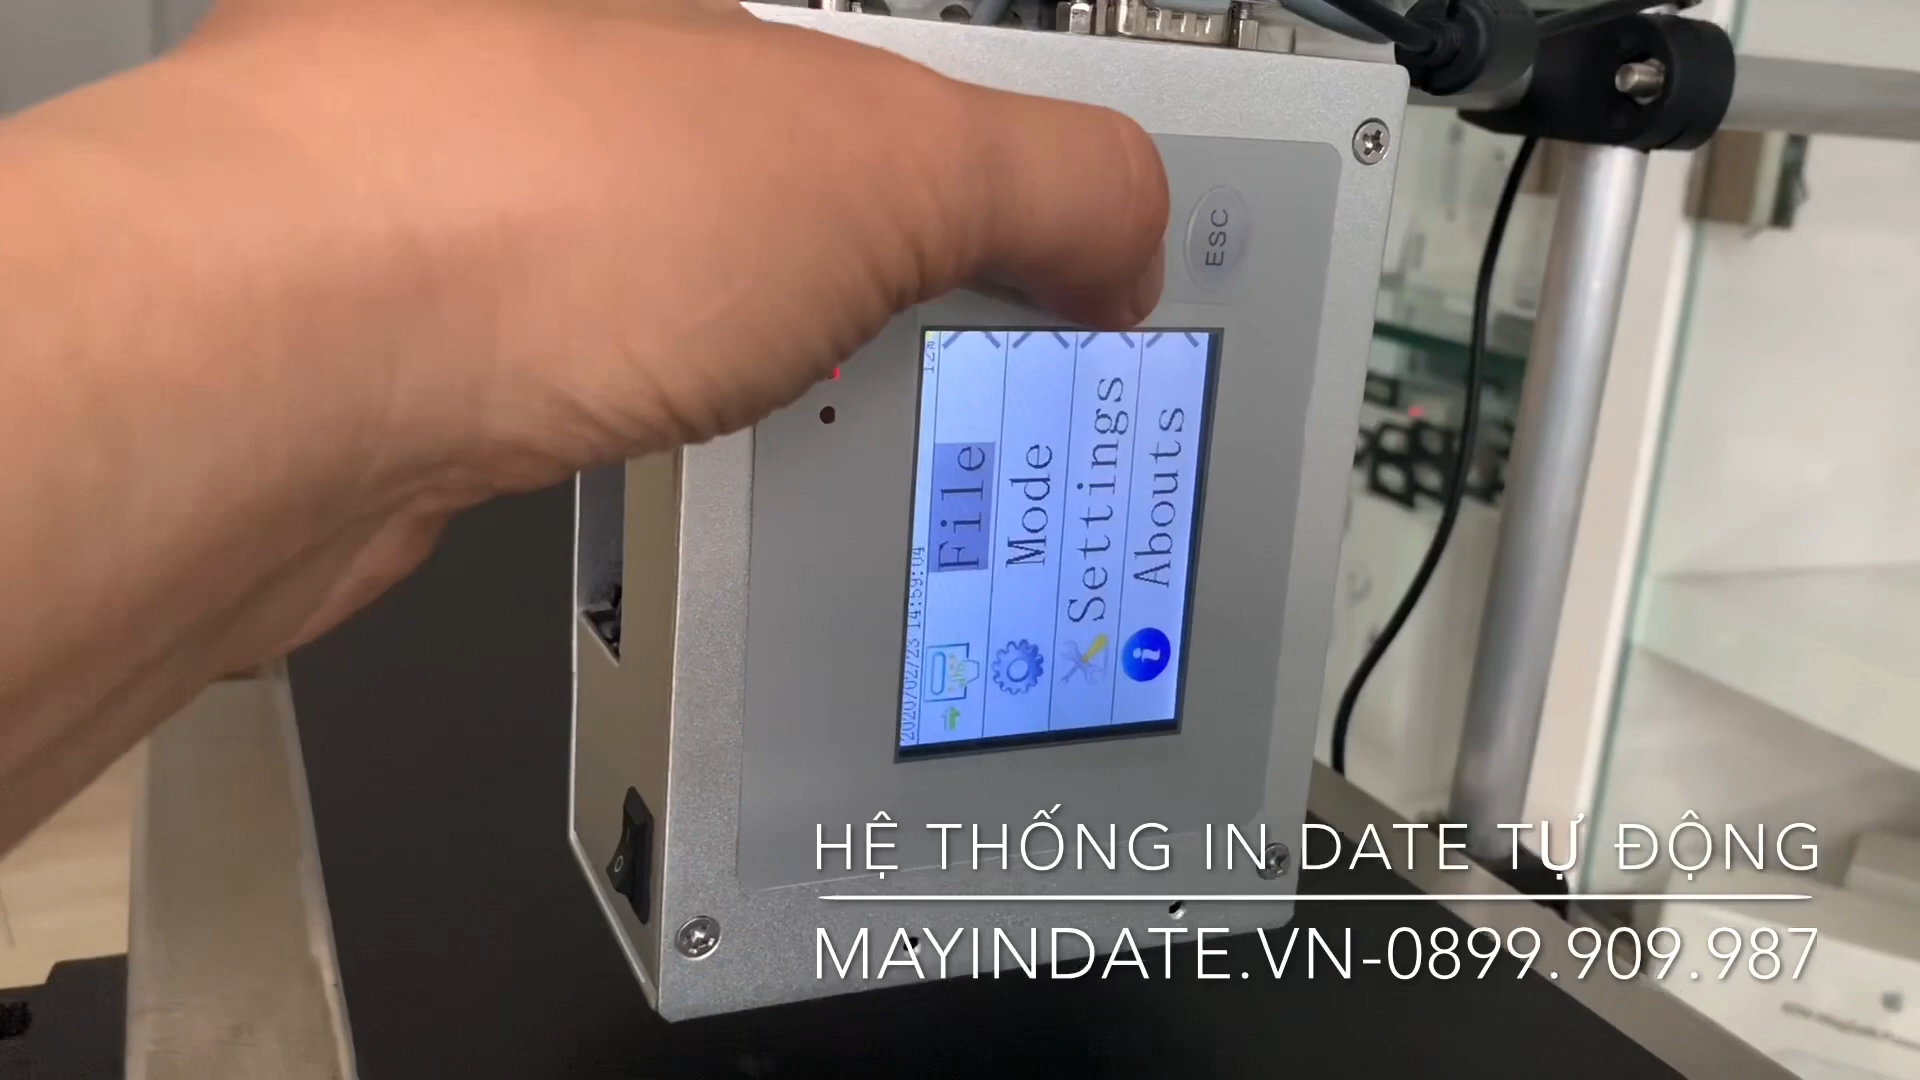 ESC
2020/02/23 14:59:04 12%
File
Mode
Settings
Abouts
HỆ THỐNG IN DATE TỰ ĐỘNG
MAYINDATE.VN-0899.909.987